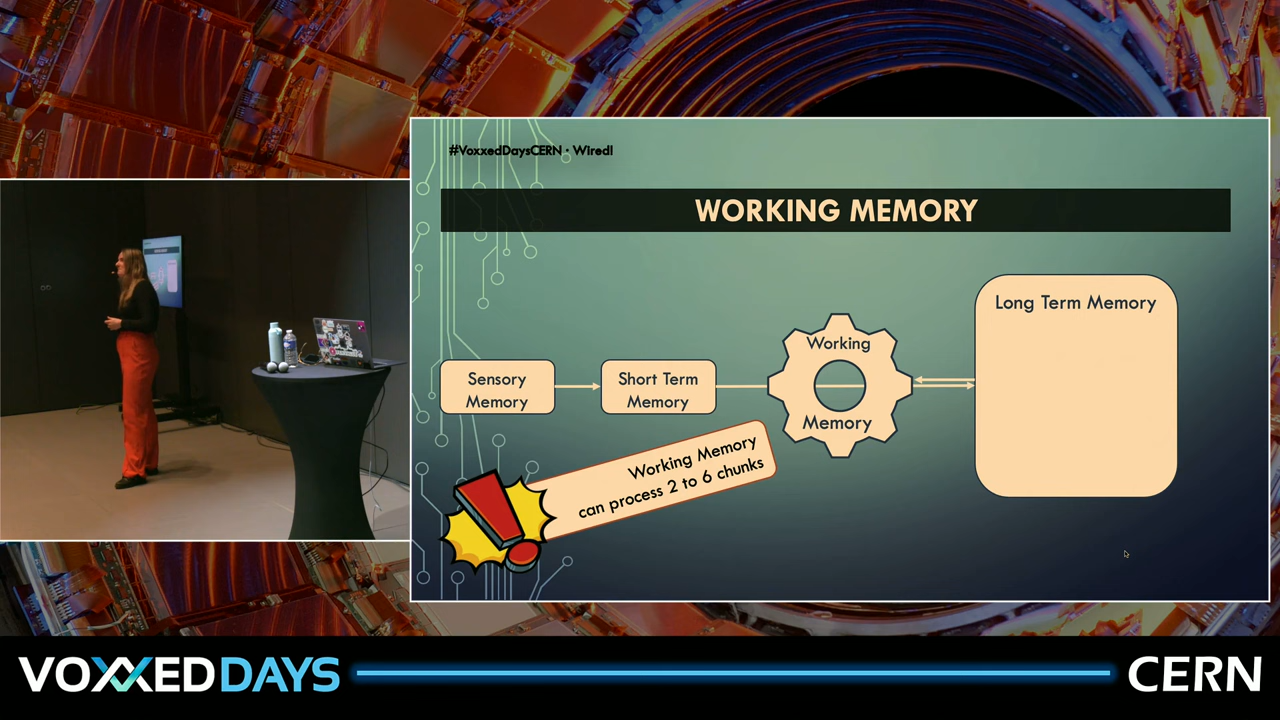 #VoxxedDaysCERN · Wired!
WORKING MEMORY
Sensory
Memory
Short Term
Memory
Working
Memory
Long Term Memory
Working Memory
can process 2 to 6 chunks
VOXXEDDAYS
CERN